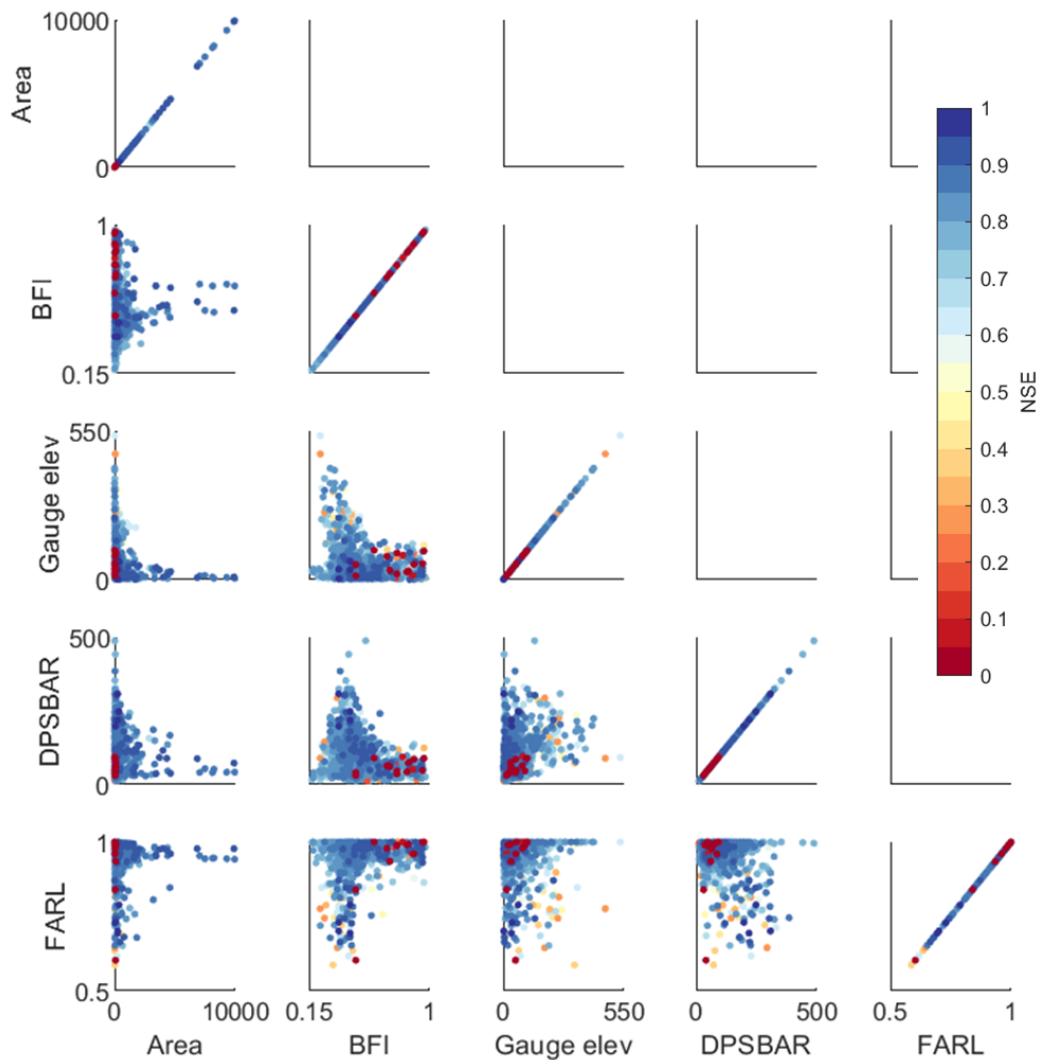 10000
Area
0
1
BFI
0.15
550
Gauge elev
0
500
DPSBAR
0
1
FARL
0.5
0 10000 0.15 1 0 550 0 500 0.5 1
Area BFI Gauge elev DPSBAR FARL
1
0.9
0.8
0.7
0.6
0.5
0.4
0.3
0.2
0.1
0
NSE